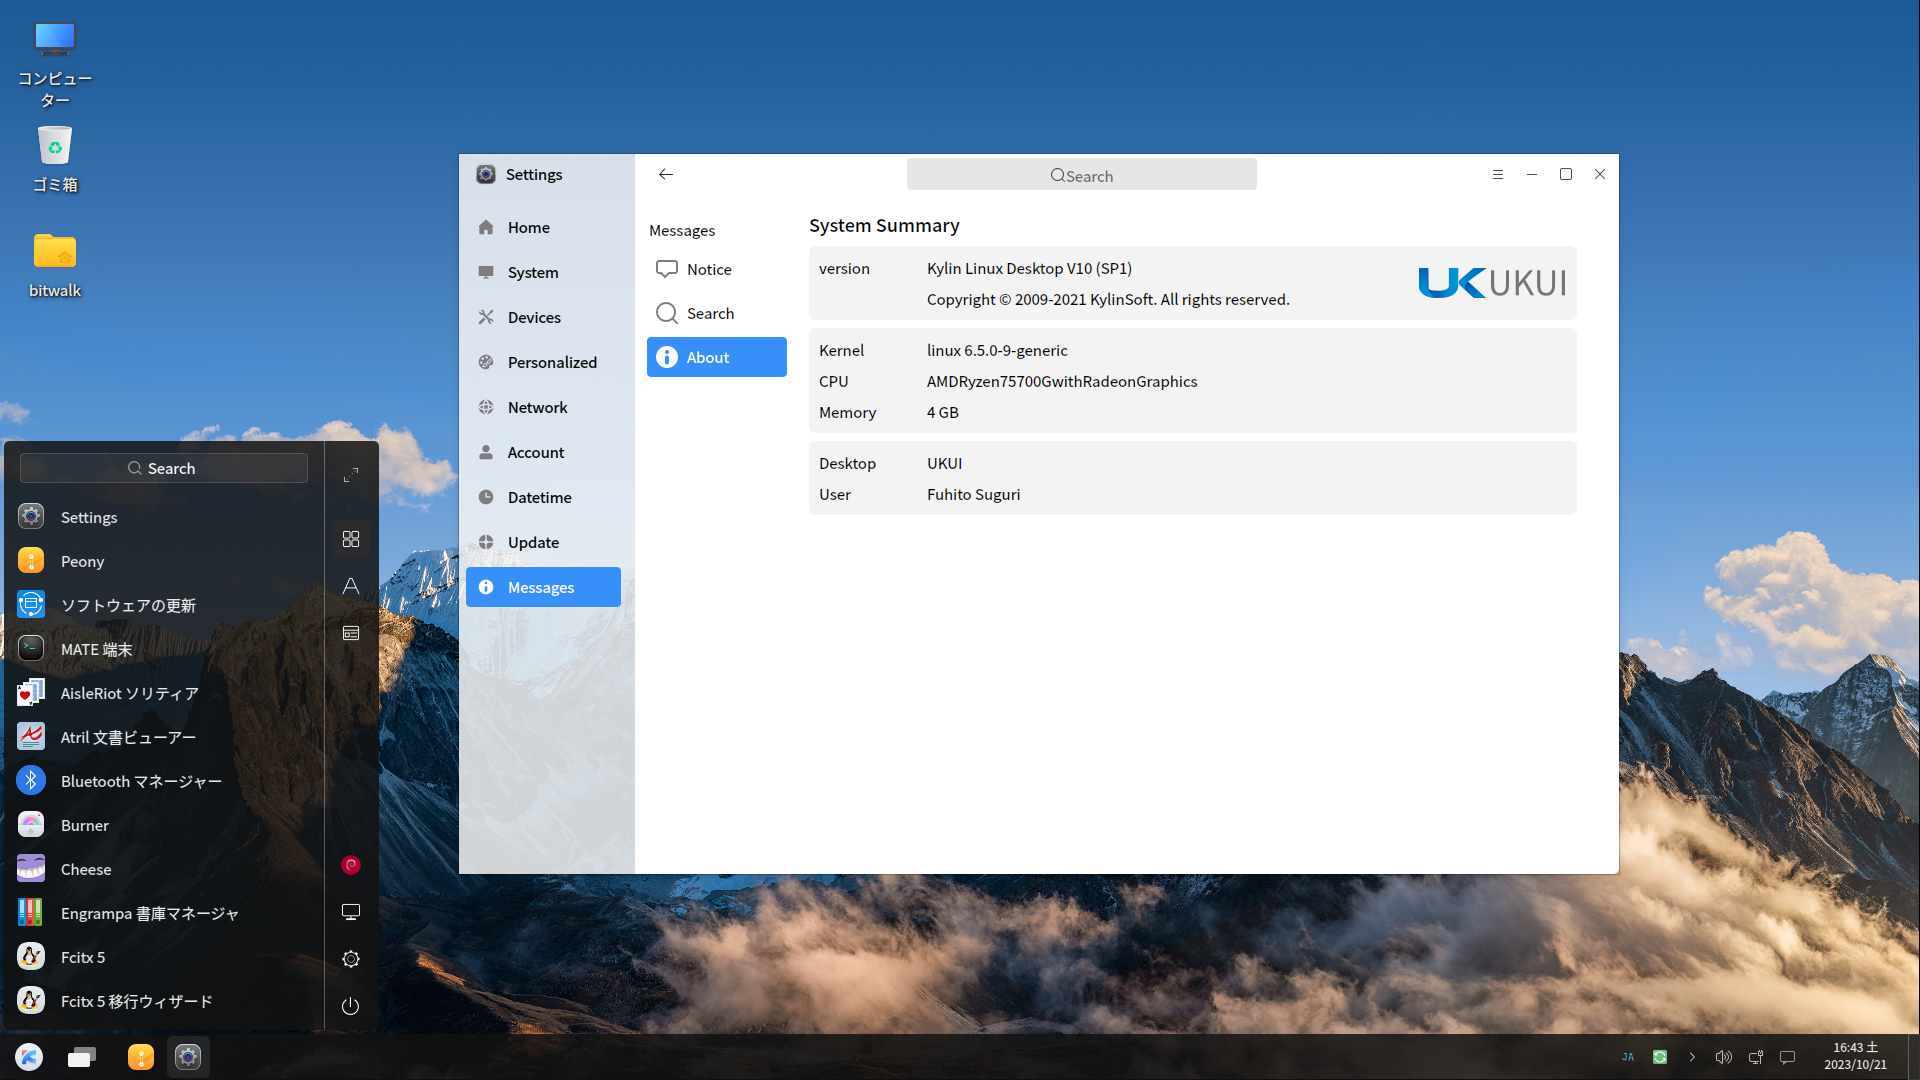 コンピュー
ター
ゴミ箱
bitwalk
Settings
Search
Home
System
Devices
Personalized
Network
Account
Datetime
Update
Messages
Messages
Notice
Search
About
System Summary
version
Kylin Linux Desktop V10 (SP1)
Copyright © 2009-2021 KylinSoft. All rights reserved.
UK UKUI
Kernel
linux 6.5.0-9-generic
CPU
AMDRyzen75700GwithRadeonGraphics
Memory
4 GB
Desktop
UKUI
User
Fuhito Suguri
Search
Settings
Peony
ソフトウェアの更新
MATE 端末
AisleRiot ソリティア
Atril 文書ビューアー
Bluetooth マネージャー
Burner
Cheese
Engrampa 書庫マネージャ
Fcitx 5
Fcitx 5 移行ウィザード
JA
16:43 土
2023/10/21